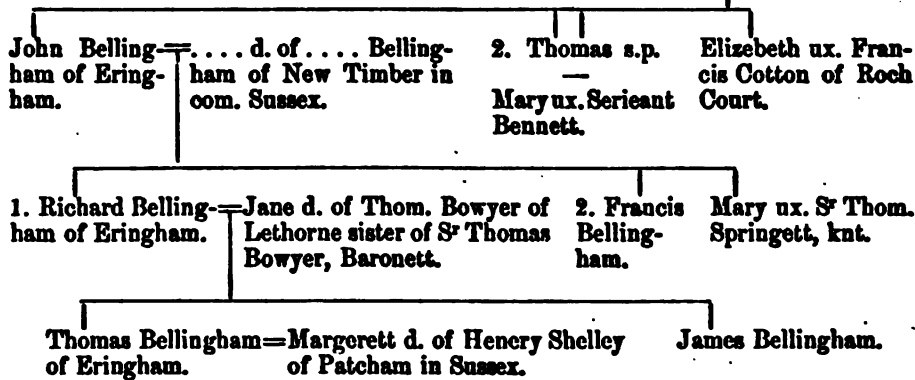 John Belling-=. . . . d. of . . . . Belling-
ham of Ering-
ham of New Timber in
ham.
com. Sussex.
2. Thomas s.p.
—
Mary ux. Serieant
Bennett.
Elizebeth ux. Fran-
cis Cotton of Roch
Court.
1. Richard Belling-=Jane d. of Thom. Bowyer of
ham of Eringham.
Lethorne sister of Sr Thomas
Bowyer, Baronett.
2. Francis
Belling-
ham.
Mary ux. Sr Thom.
Springett, knt.
Thomas Bellingham=Margerett d. of Henery Shelley
of Eringham.
of Patcham in Sussex.
James Bellingham.